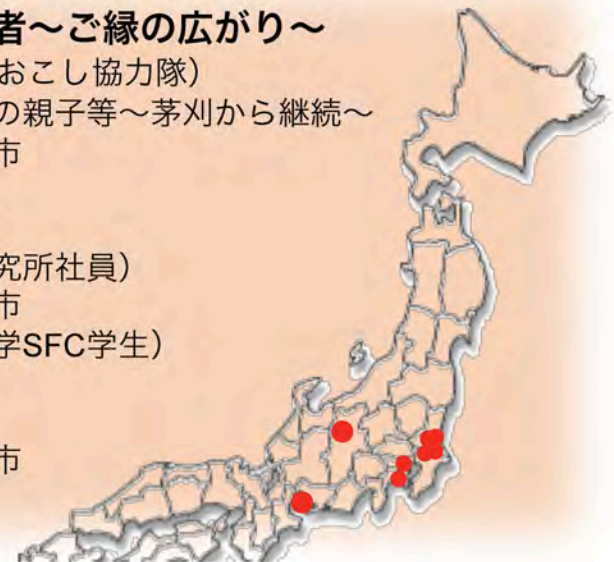 者～ご縁の広がり～
おこし協力隊）
の親子等～茅刈から継続～
市
究所社員）
市
学SFC学生）
市